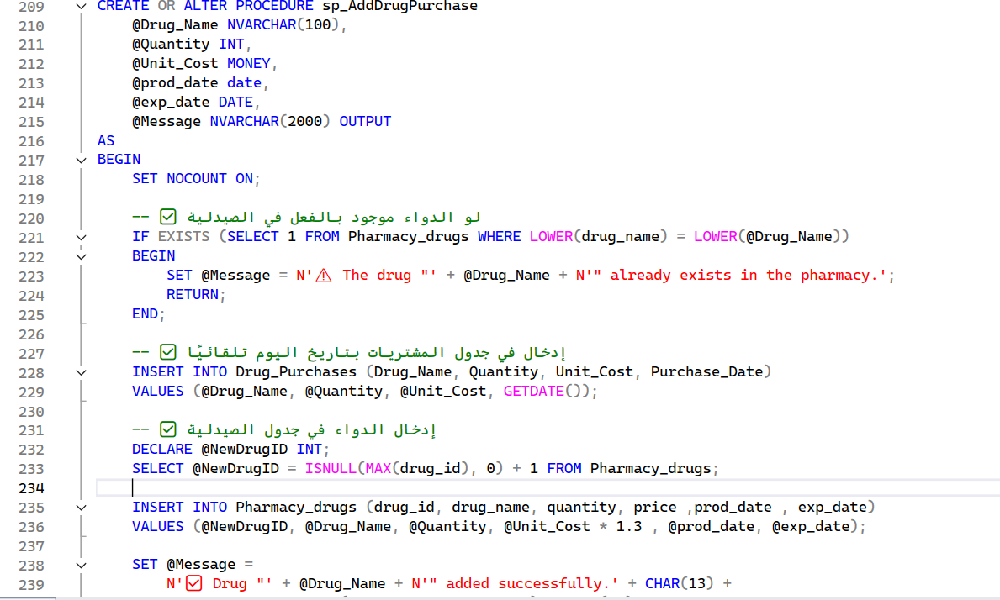 209 CREATE OR ALTER PROCEDURE sp_AddDrugPurchase
210 @Drug_Name NVARCHAR(100),
211 @Quantity INT,
212 @Unit_Cost MONEY,
213 @prod_date date,
214 @exp_date DATE,
215 @Message NVARCHAR(2000) OUTPUT
216 AS
217 BEGIN
218 SET NOCOUNT ON;
219
220 -- ✅ لو الدواء موجود بالفعل في الصيدلية
221 IF EXISTS (SELECT 1 FROM Pharmacy_drugs WHERE LOWER(drug_name) = LOWER(@Drug_Name))
222 BEGIN
223 SET @Message = N'⚠ The drug "' + @Drug_Name + N'" already exists in the pharmacy.';
224 RETURN;
225 END;
226
227 -- ✅ إدخال في جدول المشتريات بتاريخ اليوم تلقائيًا
228 INSERT INTO Drug_Purchases (Drug_Name, Quantity, Unit_Cost, Purchase_Date)
229 VALUES (@Drug_Name, @Quantity, @Unit_Cost, GETDATE());
230
231 -- ✅ إدخال الدواء في جدول الصيدلية
232 DECLARE @NewDrugID INT;
233 SELECT @NewDrugID = ISNULL(MAX(drug_id), 0) + 1 FROM Pharmacy_drugs;
234
235 INSERT INTO Pharmacy_drugs (drug_id, drug_name, quantity, price ,prod_date , exp_date)
236 VALUES (@NewDrugID, @Drug_Name, @Quantity, @Unit_Cost * 1.3 , @prod_date, @exp_date);
237
238 SET @Message =
239 N'✅ Drug "' + @Drug_Name + N'" added successfully.' + CHAR(13) +